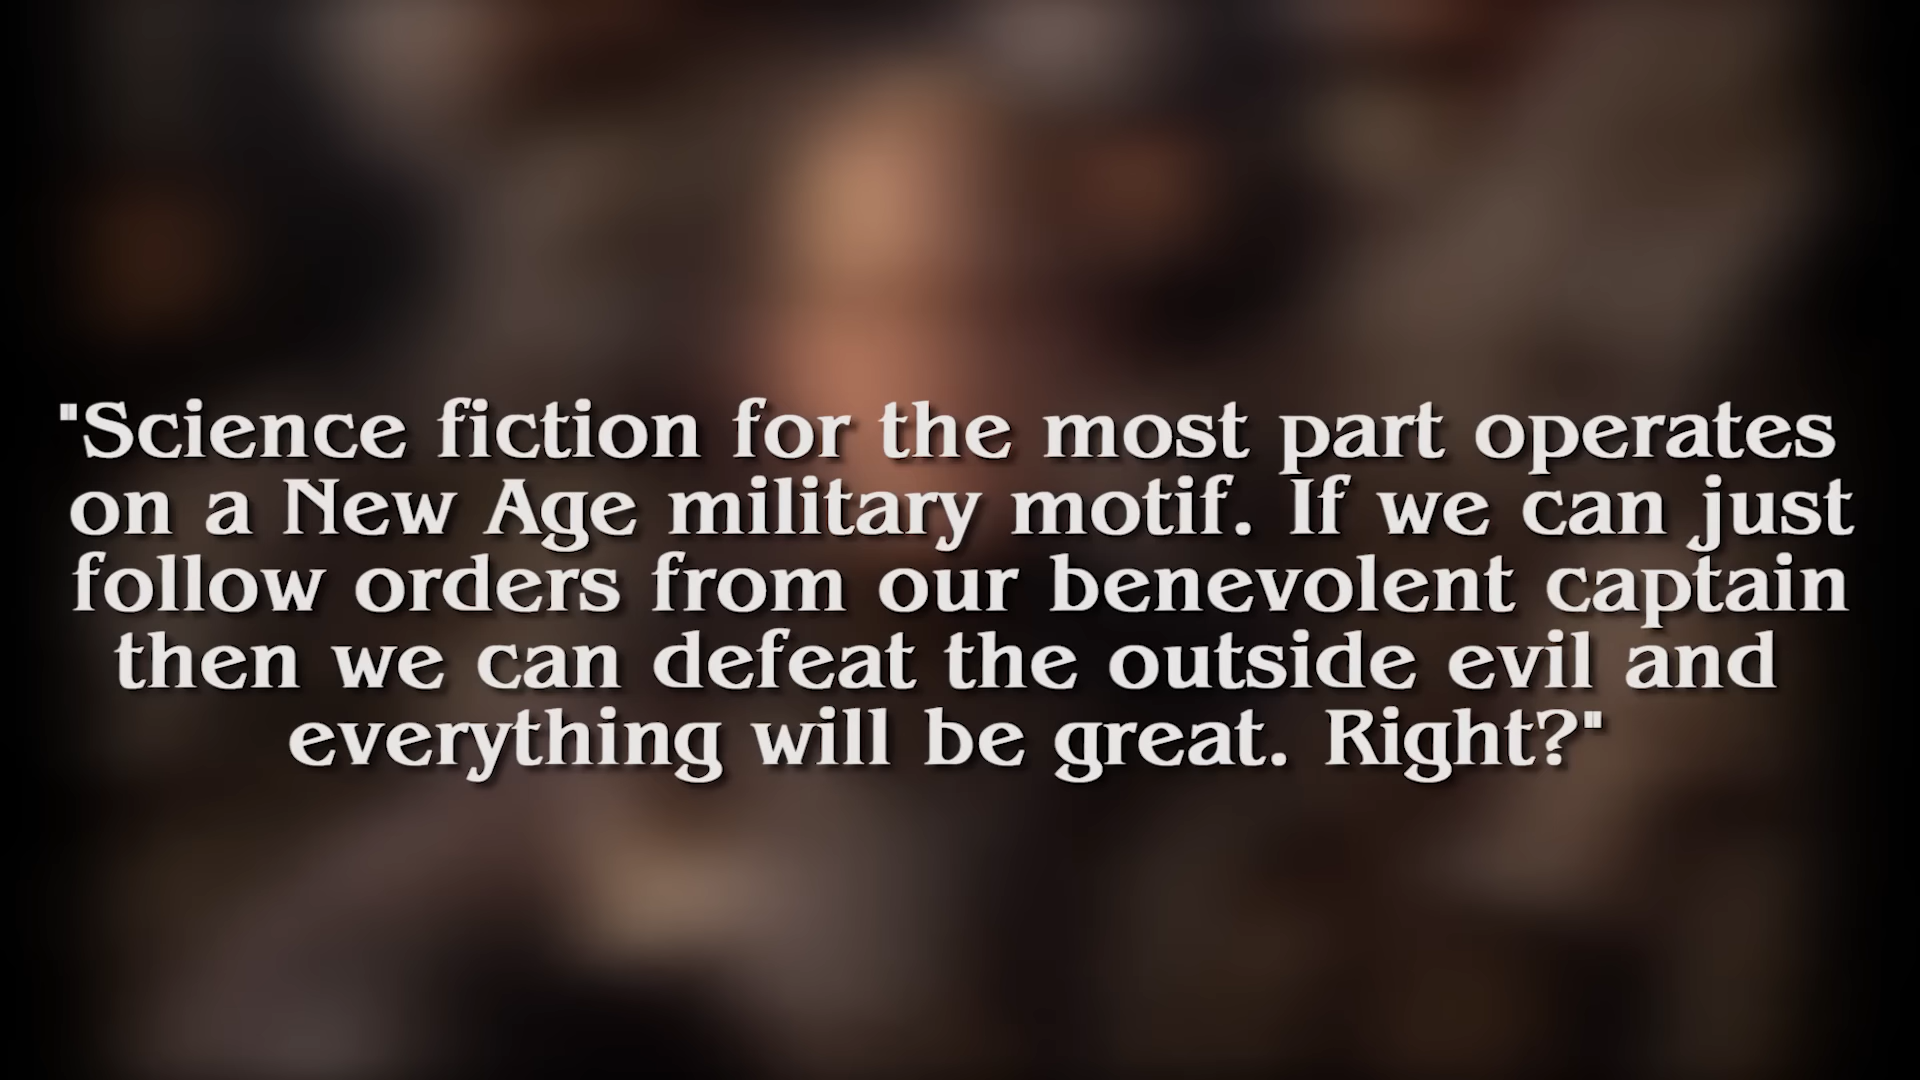 "Science fiction for the most part operates
on a New Age military motif. If we can just
follow orders from our benevolent captain
then we can defeat the outside evil and
everything will be great. Right?"